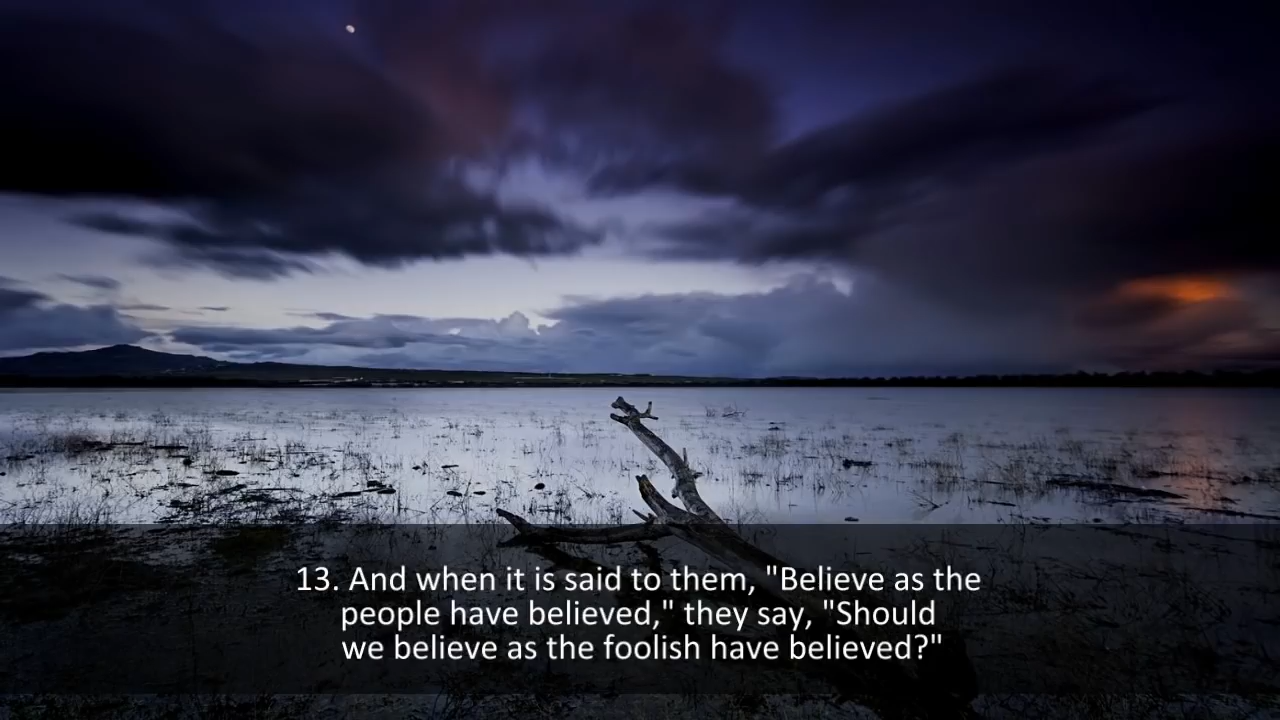 13. And when it is said to them, "Believe as the
people have believed," they say, "Should
we believe as the foolish have believed?"